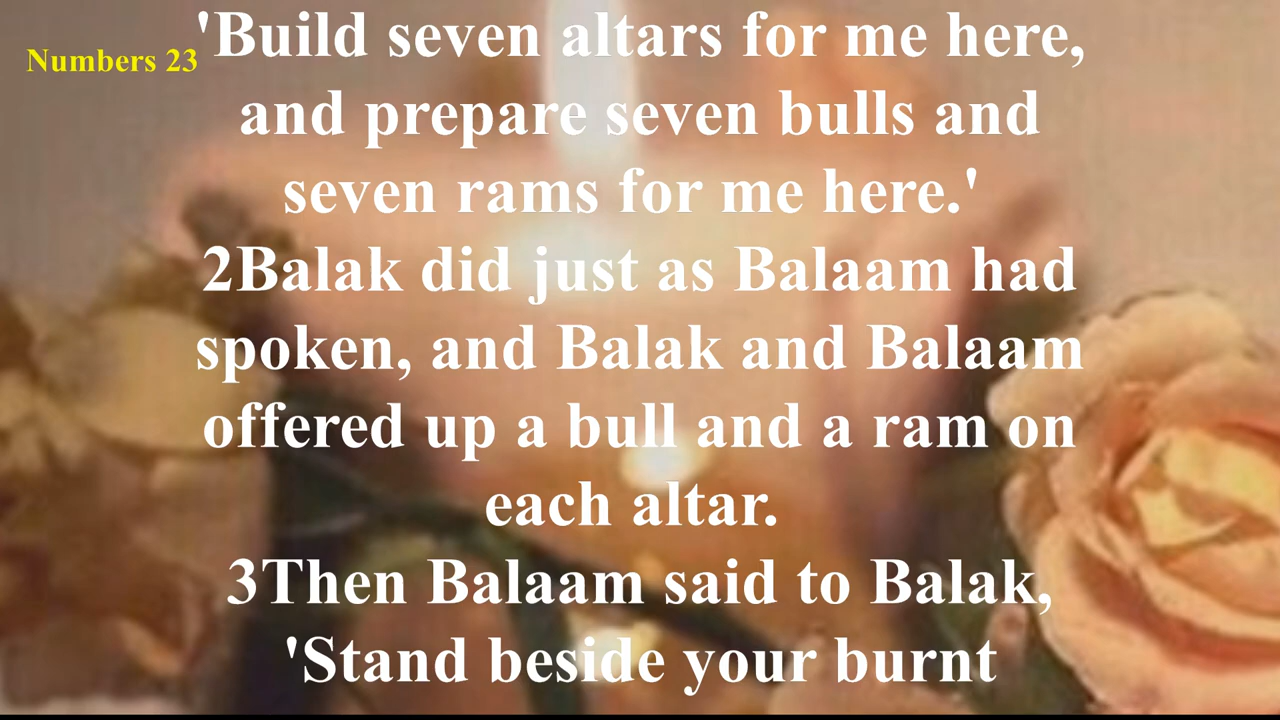 Numbers 23
'Build seven altars for me here,
and prepare seven bulls and
seven rams for me here.'
2Balak did just as Balaam had
spoken, and Balak and Balaam
offered up a bull and a ram on
each altar.
3Then Balaam said to Balak,
'Stand beside your burnt